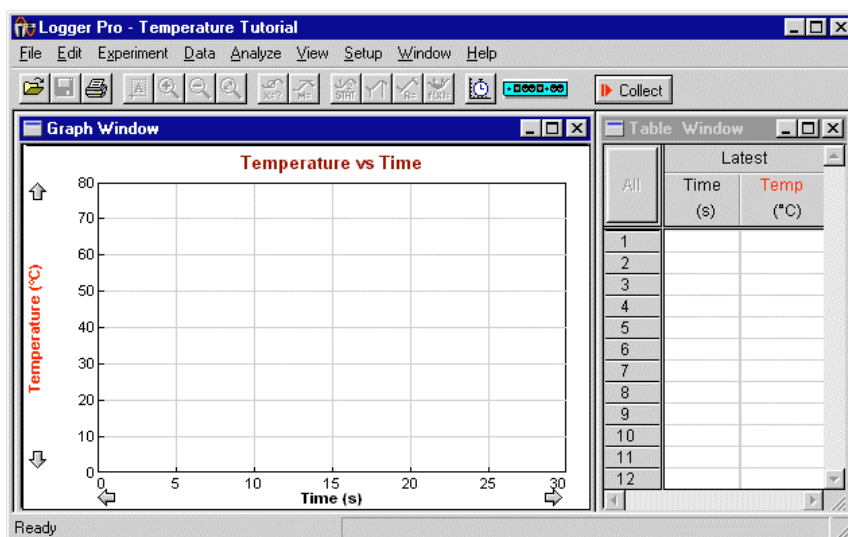 Logger Pro - Temperature Tutorial
File Edit Experiment Data Analyze View Setup Window Help
X=? M= STAT R= f(X)= Collect
Graph Window
Temperature vs Time
Temperature (°C)
80
70
60
50
40
30
20
10
0
0 5 10 15 20 25 30
Time (s)
Table Window
All
Latest
Time Temp
(s) (°C)
1
2
3
4
5
6
7
8
9
10
11
12
Ready